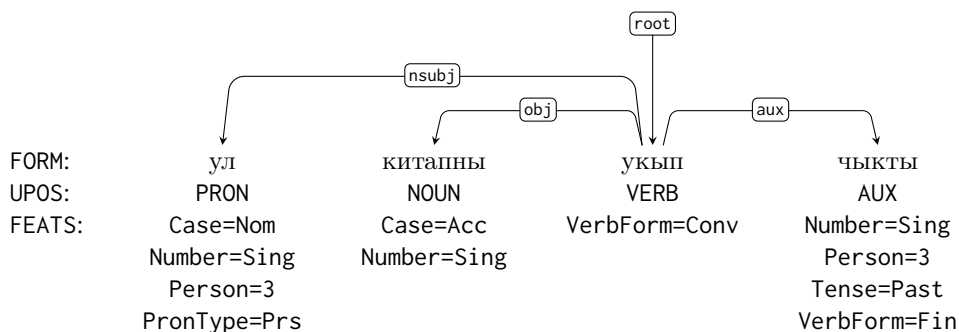 root
nsubj
obj
aux
FORM: ул китапны укып чыкты
UPOS: PRON NOUN VERB AUX
FEATS: Case=Nom Case=Acc VerbForm=Conv Number=Sing
Number=Sing Number=Sing Person=3
Person=3 Tense=Past
PronType=Prs VerbForm=Fin